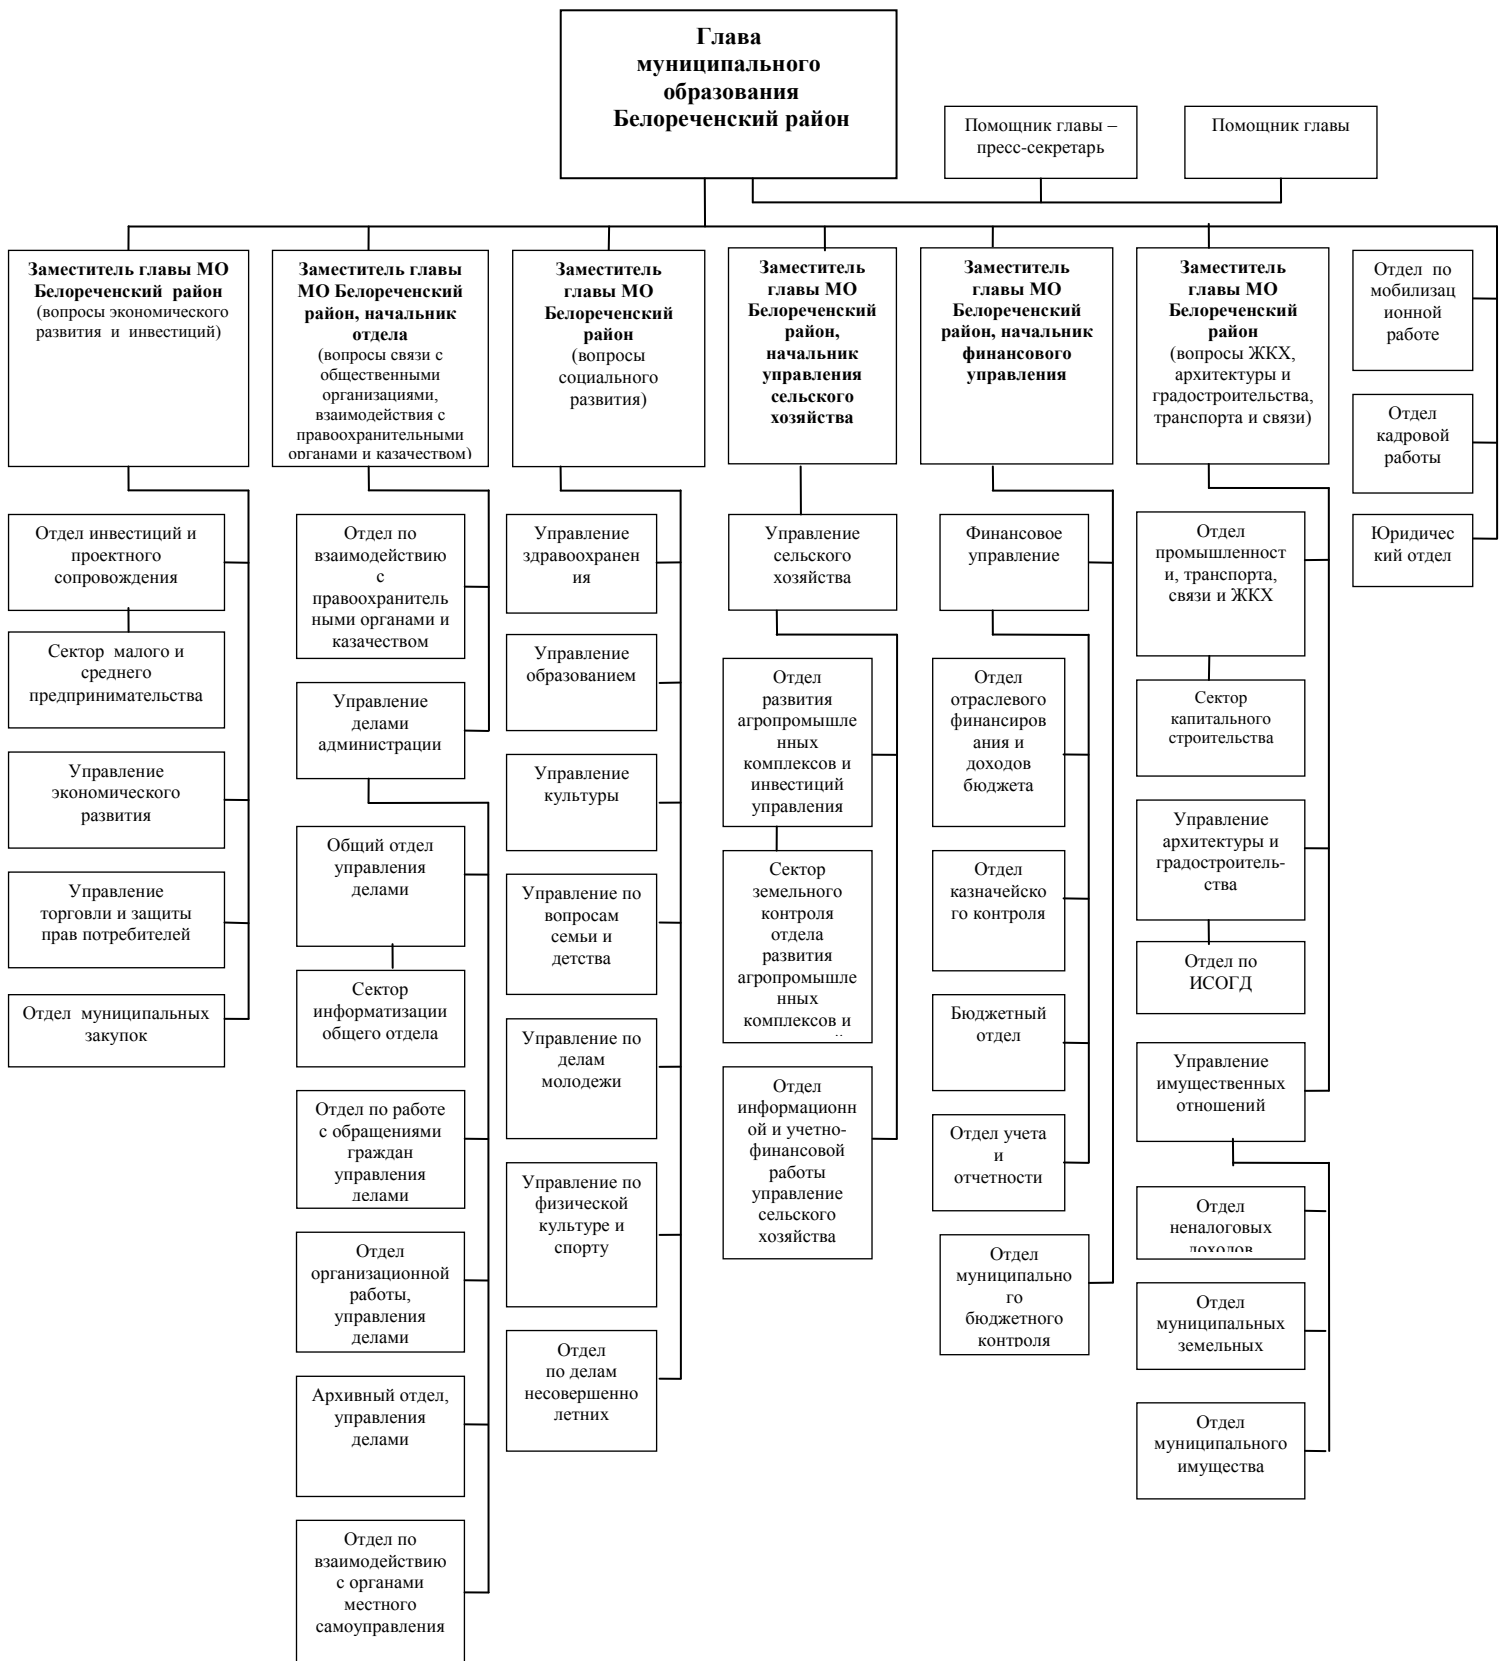 Глава
муниципального
образования
Белореченский район
Помощник главы –
пресс-секретарь
Помощник главы
Заместитель главы МО
Белореченский район
(вопросы экономического
развития и инвестиций)
Заместитель главы
МО Белореченский
район, начальник
отдела
(вопросы связи с
общественными
организациями,
взаимодействия с
правоохранительными
органами и казачеством)
Заместитель
главы МО
Белореченский
район
(вопросы
социального
развития)
Заместитель
главы МО
Белореченский
район,
начальник
управления
сельского
хозяйства
Заместитель
главы МО
Белореченский
район, начальник
финансового
управления
Заместитель
главы МО
Белореченский
район
(вопросы ЖКХ,
архитектуры и
градостроительства,
транспорта и связи)
Отдел по
мобилизац
ионной
работе
Отдел
кадровой
работы
Юридичес
кий отдел
Отдел инвестиций и
проектного
сопровождения
Сектор малого и
среднего
предпринимательства
Управление
экономического
развития
Управление
торговли и защиты
прав потребителей
Отдел муниципальных
закупок
Отдел по
взаимодействию
с
правоохранитель
ными органами и
казачеством
Управление
делами
администрации
Общий отдел
управления
делами
Сектор
информатизации
общего отдела
Отдел по работе
с обращениями
граждан
управления
делами
Отдел
организационной
работы,
управления
делами
Архивный отдел,
управления
делами
Отдел по
взаимодействию
с органами
местного
самоуправления
Управление
здравоохранен
ия
Управление
образованием
Управление
культуры
Управление по
вопросам
семьи и
детства
Управление по
делам
молодежи
Управление по
физической
культуре и
спорту
Отдел
по делам
несовершенно
летних
Управление
сельского
хозяйства
Отдел
развития
агропромышле
нных
комплексов и
инвестиций
управления
Сектор
земельного
контроля
отдела
развития
агропромышле
нных
комплексов и
Отдел
информационн
ой и учетно-
финансовой
работы
управление
сельского
хозяйства
Финансовое
управление
Отдел
отраслевого
финансиров
ания и
доходов
бюджета
Отдел
казначейско
го контроля
Бюджетный
отдел
Отдел учета
и
отчетности
Отдел
муниципально
го
бюджетного
контроля
Отдел
промышленност
и, транспорта,
связи и ЖКХ
Сектор
капитального
строительства
Управление
архитектуры и
градостроитель-
ства
Отдел по
ИСОГД
Управление
имущественных
отношений
Отдел
неналоговых
доходов
Отдел
муниципальных
земельных
Отдел
муниципального
имущества